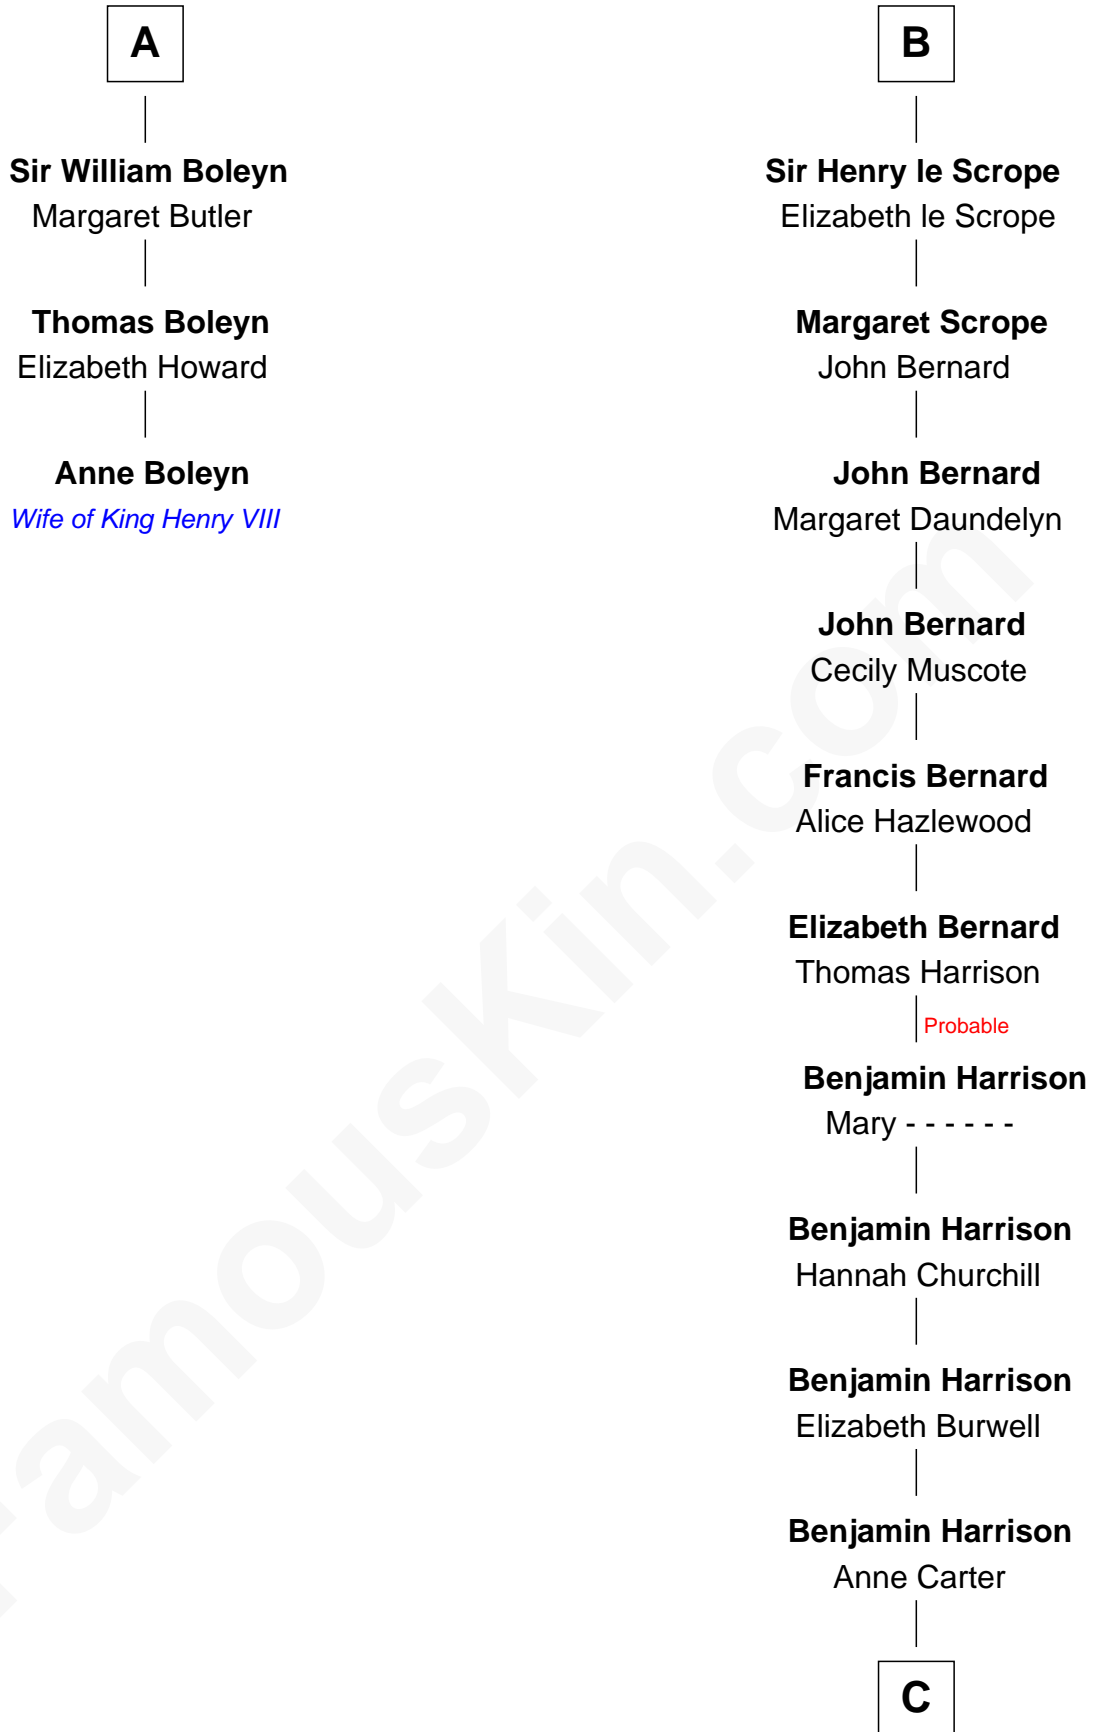 A
Sir William Boleyn
Margaret Butler
Thomas Boleyn
Elizabeth Howard
Anne Boleyn
Wife of King Henry VIII
B
Sir Henry le Scrope
Elizabeth le Scrope
Margaret Scrope
John Bernard
John Bernard
Margaret Daundelyn
John Bernard
Cecily Muscote
Francis Bernard
Alice Hazlewood
Elizabeth Bernard
Thomas Harrison
Probable
Benjamin Harrison
Mary - - - - - -
Benjamin Harrison
Hannah Churchill
Benjamin Harrison
Elizabeth Burwell
Benjamin Harrison
Anne Carter
C
FamousKin.com